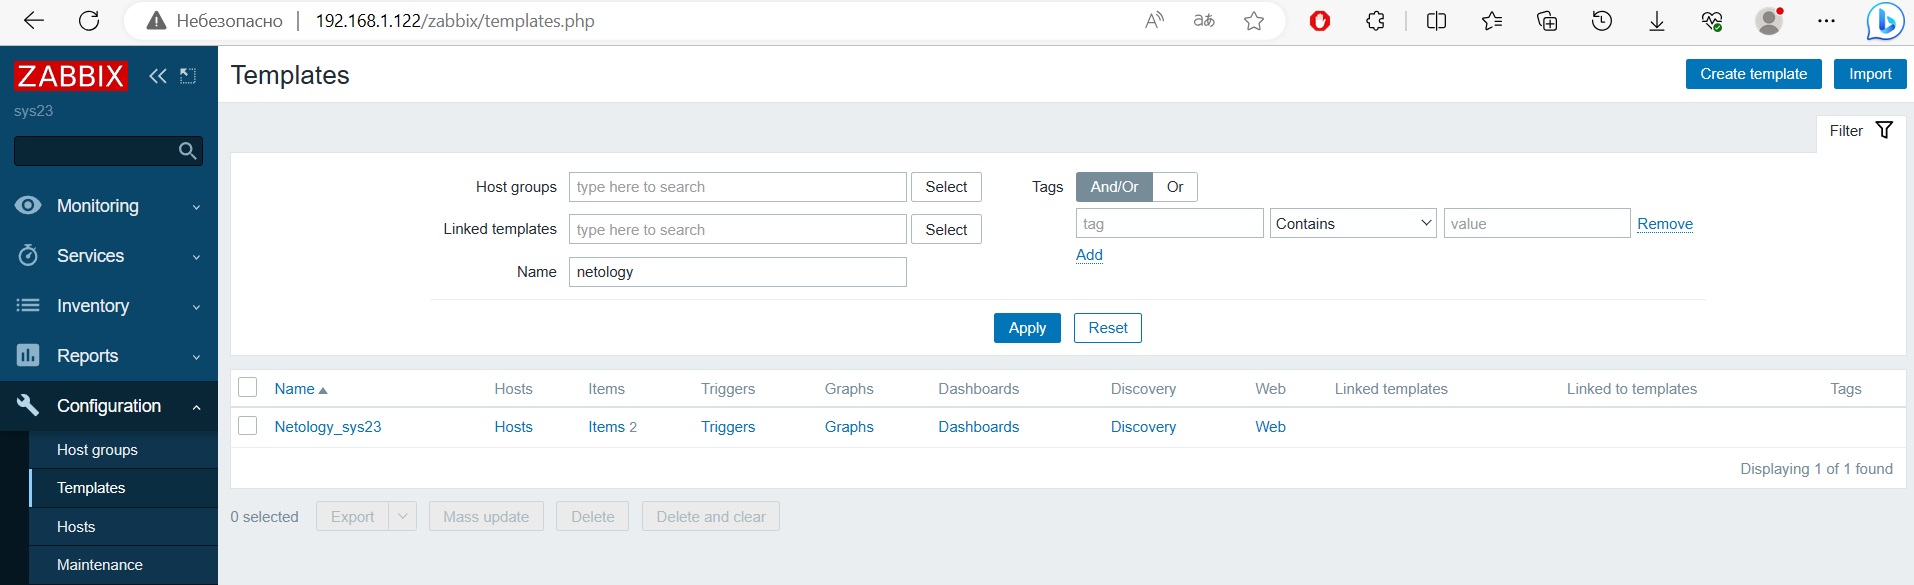 Небезопасно 192.168.1.122/zabbix/templates.php
ZABBIX
sys23
Monitoring
Services
Inventory
Reports
Configuration
Host groups
Templates
Hosts
Maintenance
Templates
Create template Import
Filter
Host groups type here to search Select
Linked templates type here to search Select
Name netology
Tags And/Or Or
tag Contains value Remove
Add
Apply Reset
Name Hosts Items Triggers Graphs Dashboards Discovery Web Linked templates Linked to templates Tags
Netology_sys23 Hosts Items 2 Triggers Graphs Dashboards Discovery Web
Displaying 1 of 1 found
0 selected Export Mass update Delete Delete and clear